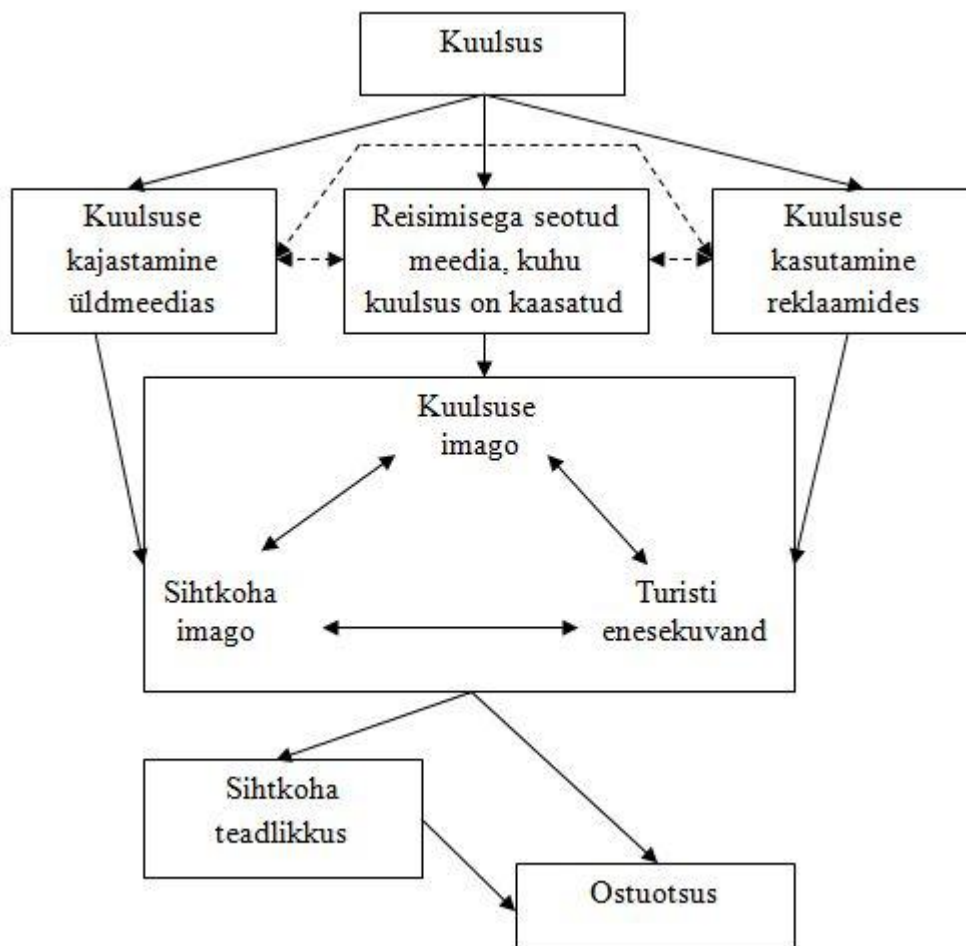 Kuulsus
Kuulsuse
kajastamine
üldmeedias
Reisimisega seotud
meedia, kuhu
kuulsus on kaasatud
Kuulsuse
kasutamine
reklaamides
Kuulsuse
imago
Sihtkoha
imago
Turisti
enesekuvand
Sihtkoha
teadlikkus
Ostuotsus